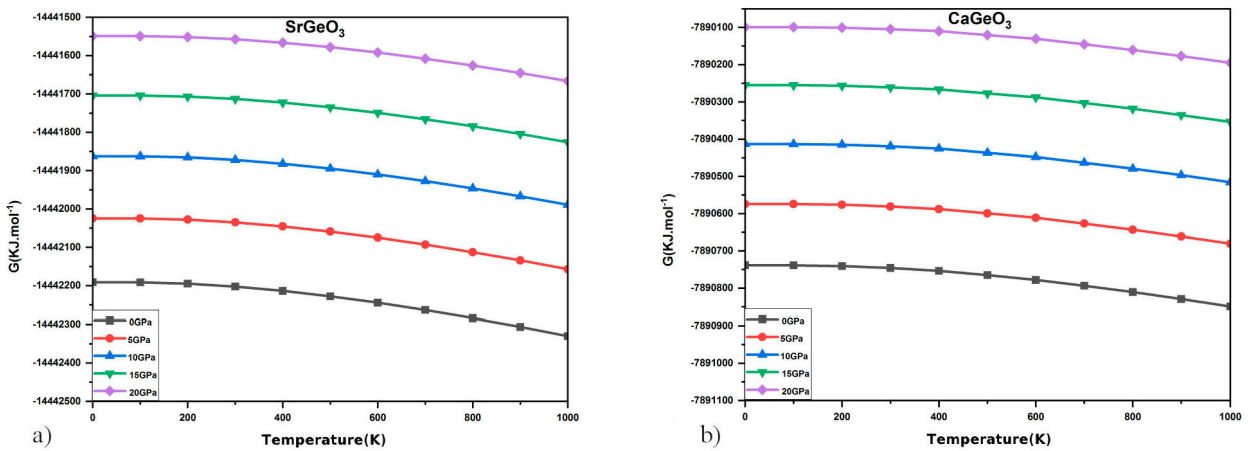 SrGeO3
-14441500
-14441600
-14441700
-14441800
-14441900
-14442000
-14442100
-14442200
-14442300
-14442400
-14442500
G(KJ.mol-1)
0GPa
5GPa
10GPa
15GPa
20GPa
0 200 400 600 800 1000
Temperature(K)
a)
CaGeO3
-7890100
-7890200
-7890300
-7890400
-7890500
-7890600
-7890700
-7890800
-7890900
-7891000
-7891100
G(KJ.mol-1)
0GPa
5GPa
10GPa
15GPa
20GPa
0 200 400 600 800 1000
Temperature(K)
b)